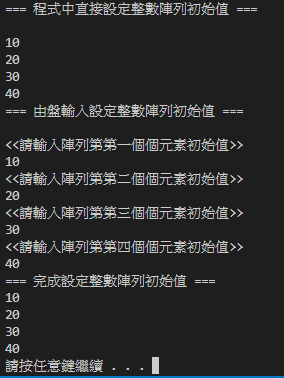 === 程式中直接設定整數陣列初始值 ===
10
20
30
40
=== 由盤輸入設定整數陣列初始值 ===
<<請輸入陣列第第一個個元素初始值>>
10
<<請輸入陣列第第二個個元素初始值>>
20
<<請輸入陣列第第三個個元素初始值>>
30
<<請輸入陣列第第四個個元素初始值>>
40
=== 完成設定整數陣列初始值 ===
10
20
30
40
請按任意鍵繼續 . . .